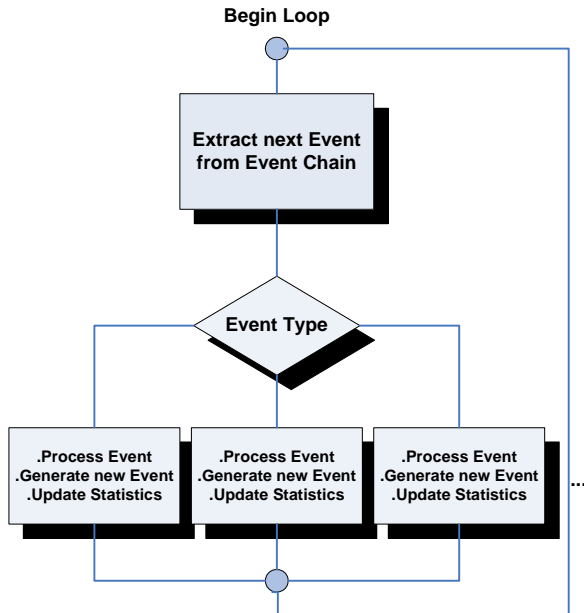 Begin Loop
Extract next Event
from Event Chain
Event Type
.Process Event
.Generate new Event
.Update Statistics
.Process Event
.Generate new Event
.Update Statistics
.Process Event
.Generate new Event
.Update Statistics
...